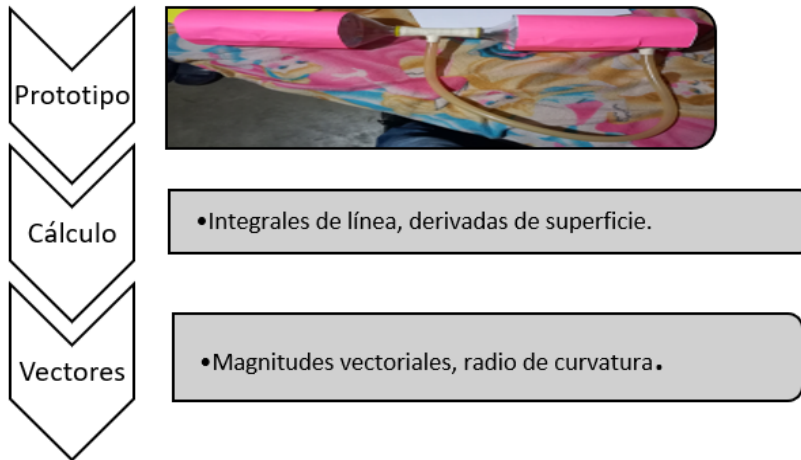 Prototipo
Cálculo
•Integrales de línea, derivadas de superficie.
Vectores
•Magnitudes vectoriales, radio de curvatura.